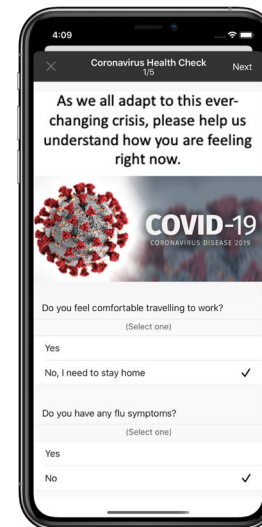 4:09
Coronavirus Health Check
1/5
Next
As we all adapt to this ever-
changing crisis, please help us
understand how you are feeling
right now.
COVID-19
CORONAVIRUS DISEASE 2019
Do you feel comfortable travelling to work?
(Select one)
Yes
No, I need to stay home
Do you have any flu symptoms?
(Select one)
Yes
No